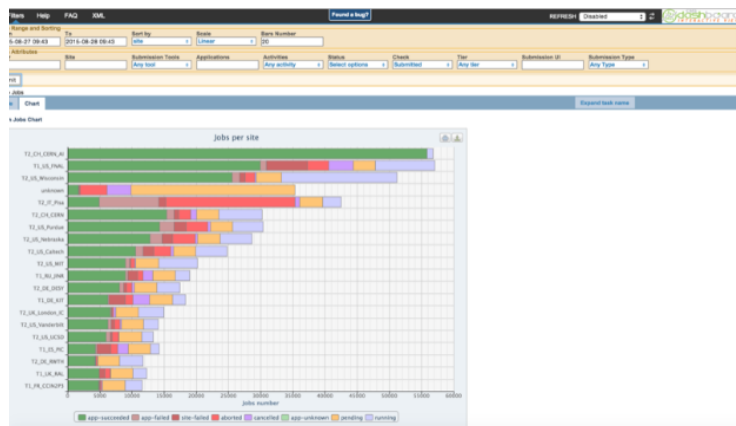 Filters Help FAQ XML Found a bug? REFRESH Disabled
Range and Sorting
To Sort by Scale Bars Number
2015-08-28 09:43 site Linear 20
Attributes
Site Submission Tools Applications Activities Status Check Tier Submission UI Submission Type
Any tool Any activity Select options Submitted Any tier Any Type
Jobs
Chart Expand task name
Jobs Chart
Jobs per site
T2_CH_CERN_AI
T1_US_FNAL
T2_US_Wisconsin
unknown
T2_IT_Pisa
T2_CH_CERN
T2_US_Purdue
T2_US_Nebraska
T2_US_Caltech
T2_US_MIT
T1_RU_JINR
T2_DE_DESY
T1_DE_KIT
T2_UK_London_IC
T2_US_Vanderbilt
T2_US_UCSD
T1_ES_PIC
T2_DE_RWTH
T1_UK_RAL
T1_FR_CCIN2P3
0 5000 10000 15000 20000 25000 30000 35000 40000 45000 50000 55000 60000
Jobs number
app-succeeded app-failed site-failed aborted cancelled app-unknown pending running